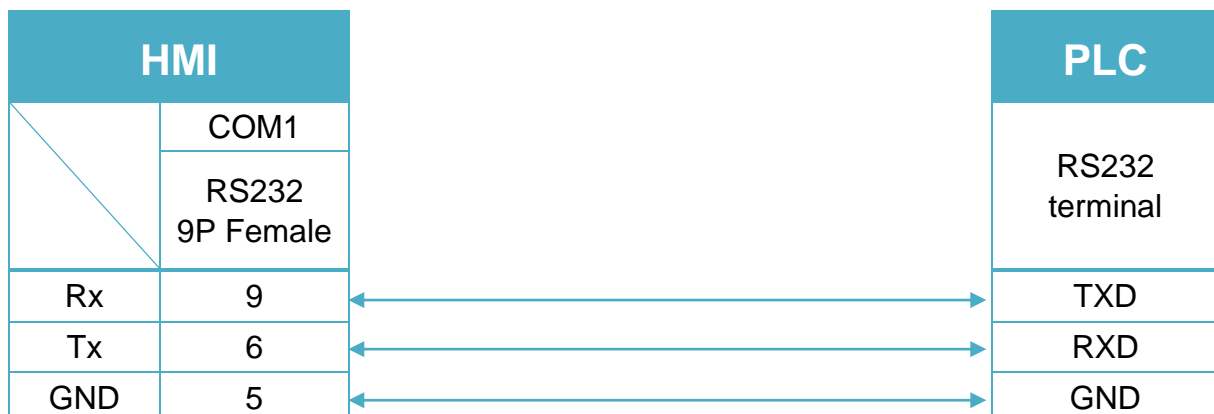 HMI
PLC
COM1
RS232
9P Female
RS232
terminal
Rx 9 TXD
Tx 6 RXD
GND 5 GND